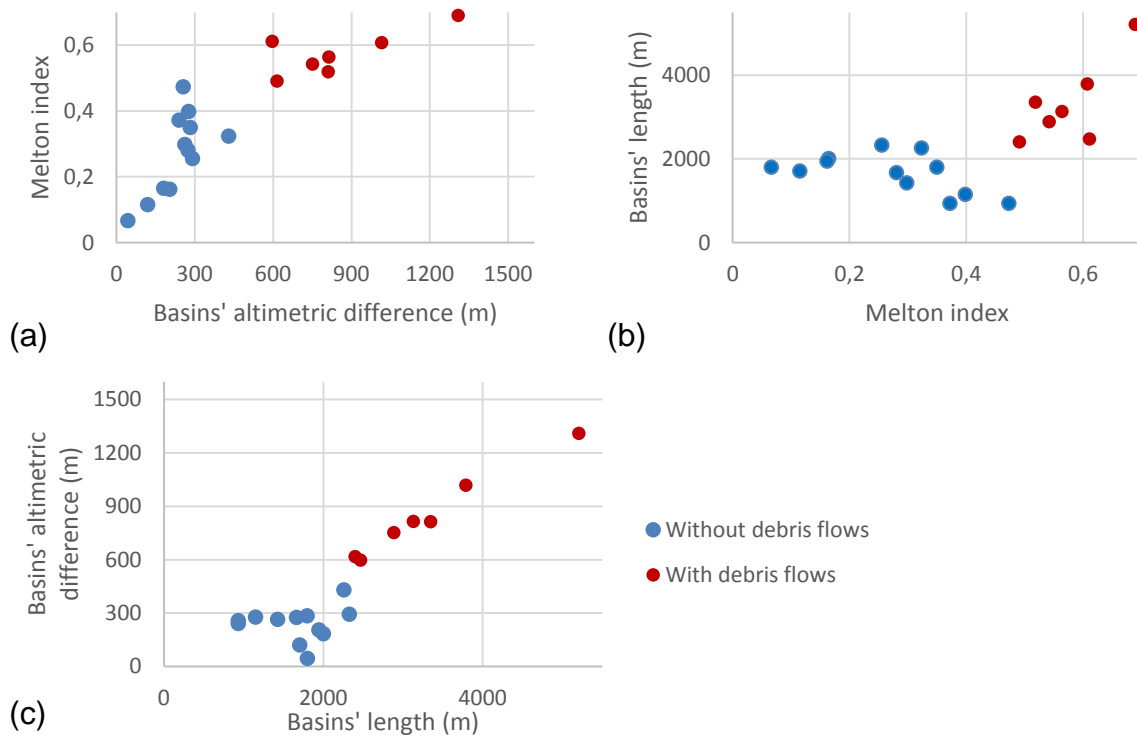 0,6
0,4
0,2
0
Melton index
0 300 600 900 1200 1500
Basins' altimetric difference (m)
(a)
4000
2000
0
Basins' length (m)
0 0,2 0,4 0,6
Melton index
(b)
1500
1200
900
600
300
0
Basins' altimetric
difference (m)
0 2000 4000
Basins' length (m)
(c)
Without debris flows
With debris flows